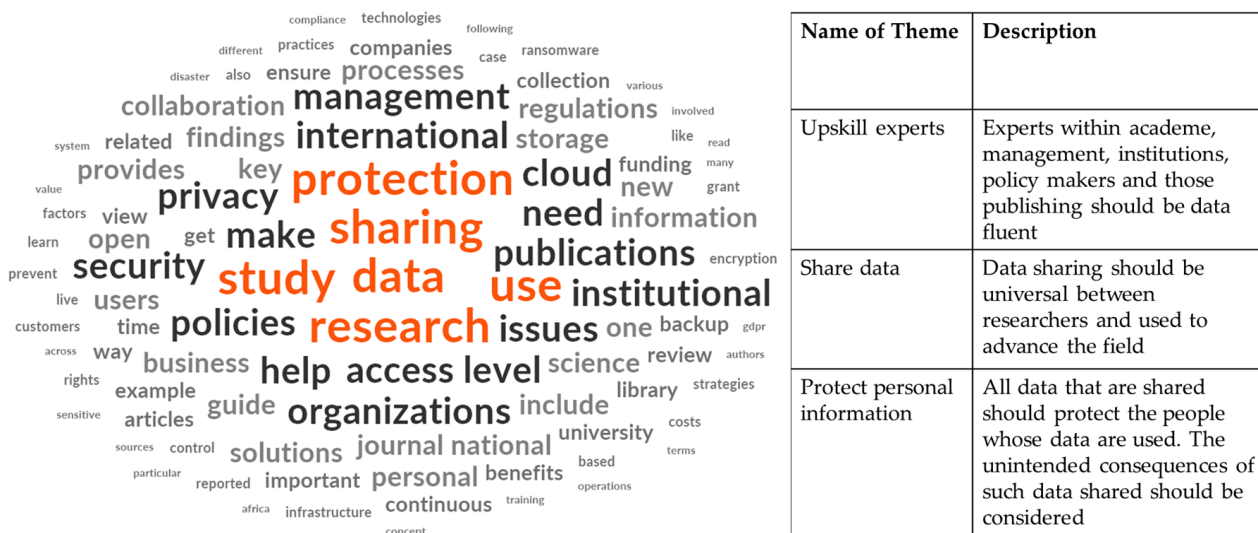 compliance technologies
following
different practices companies case ransomware
disaster also ensure processes collection various
collaboration management regulations involved
system related findings international storage like read
provides key protection cloud funding many
value privacy new grant
factors view sharing need information
learn open get make
prevent security study data publications encryption
live users use institutional
customers time policies research issues one backup gdpr
across way business help access level science review authors
rights example library strategies
sensitive articles guide organizations include costs
sources control solutions journal national university terms
particular reported important personal benefits based
operations
africa infrastructure continuous training
concept
Name of Theme Description
Upskill experts Experts within academe,
management, institutions,
policy makers and those
publishing should be data
fluent
Share data Data sharing should be
universal between
researchers and used to
advance the field
Protect personal All data that are shared
information should protect the people
whose data are used. The
unintended consequences of
such data shared should be
considered